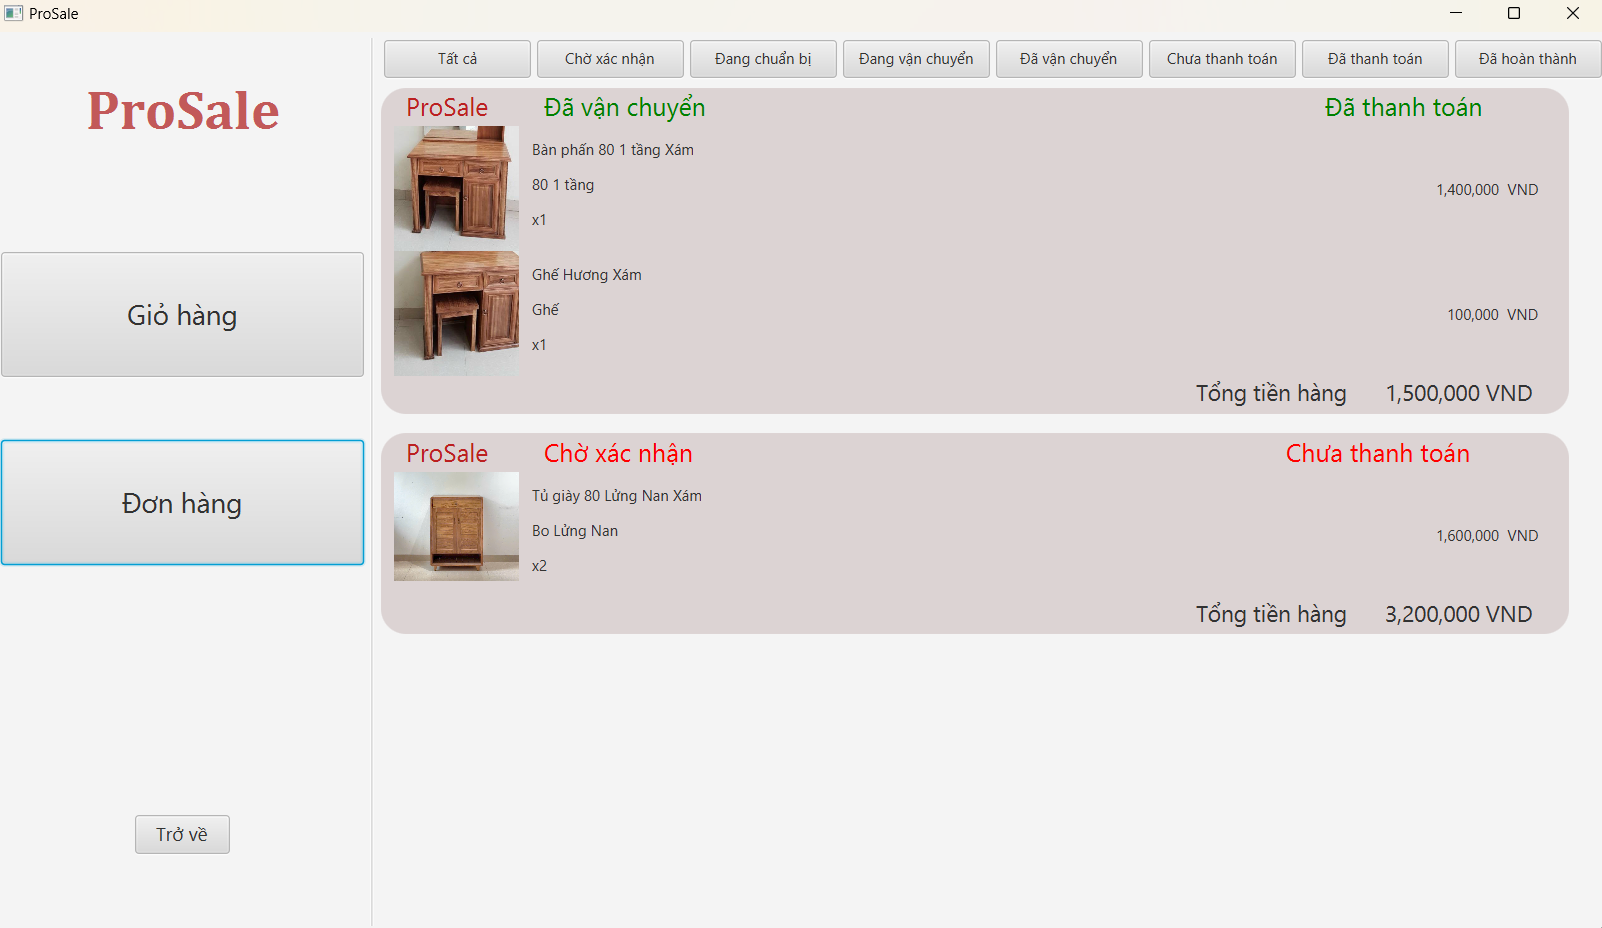 ProSale
Tất cả
Chờ xác nhận
Đang chuẩn bị
Đang vận chuyển
Đã vận chuyển
Chưa thanh toán
Đã thanh toán
Đã hoàn thành
ProSale
Giỏ hàng
Đơn hàng
Trở về
ProSale Đã vận chuyển Đã thanh toán
Bàn phấn 80 1 tầng Xám
80 1 tầng
1,400,000 VND
x1
Ghế Hương Xám
Ghế
100,000 VND
x1
Tổng tiền hàng 1,500,000 VND
ProSale Chờ xác nhận Chưa thanh toán
Tủ giày 80 Lửng Nan Xám
Bo Lửng Nan
1,600,000 VND
x2
Tổng tiền hàng 3,200,000 VND